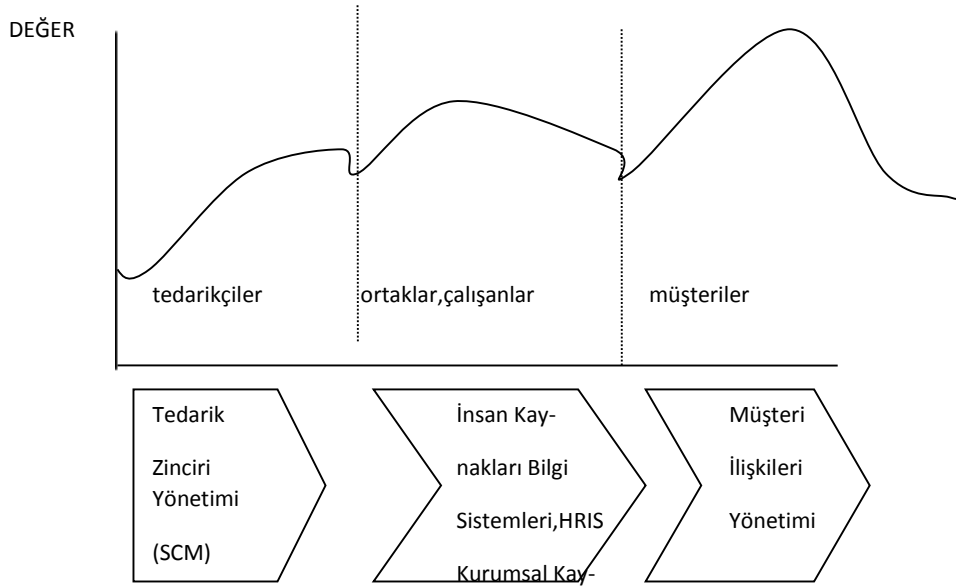 DEĞER
tedarikçiler
ortaklar,çalışanlar
müşteriler
Tedarik
Zinciri
Yönetimi
(SCM)
İnsan Kay-
nakları Bilgi
Sistemleri,HRIS
Kurumsal Kay-
Müşteri
İlişkileri
Yönetimi